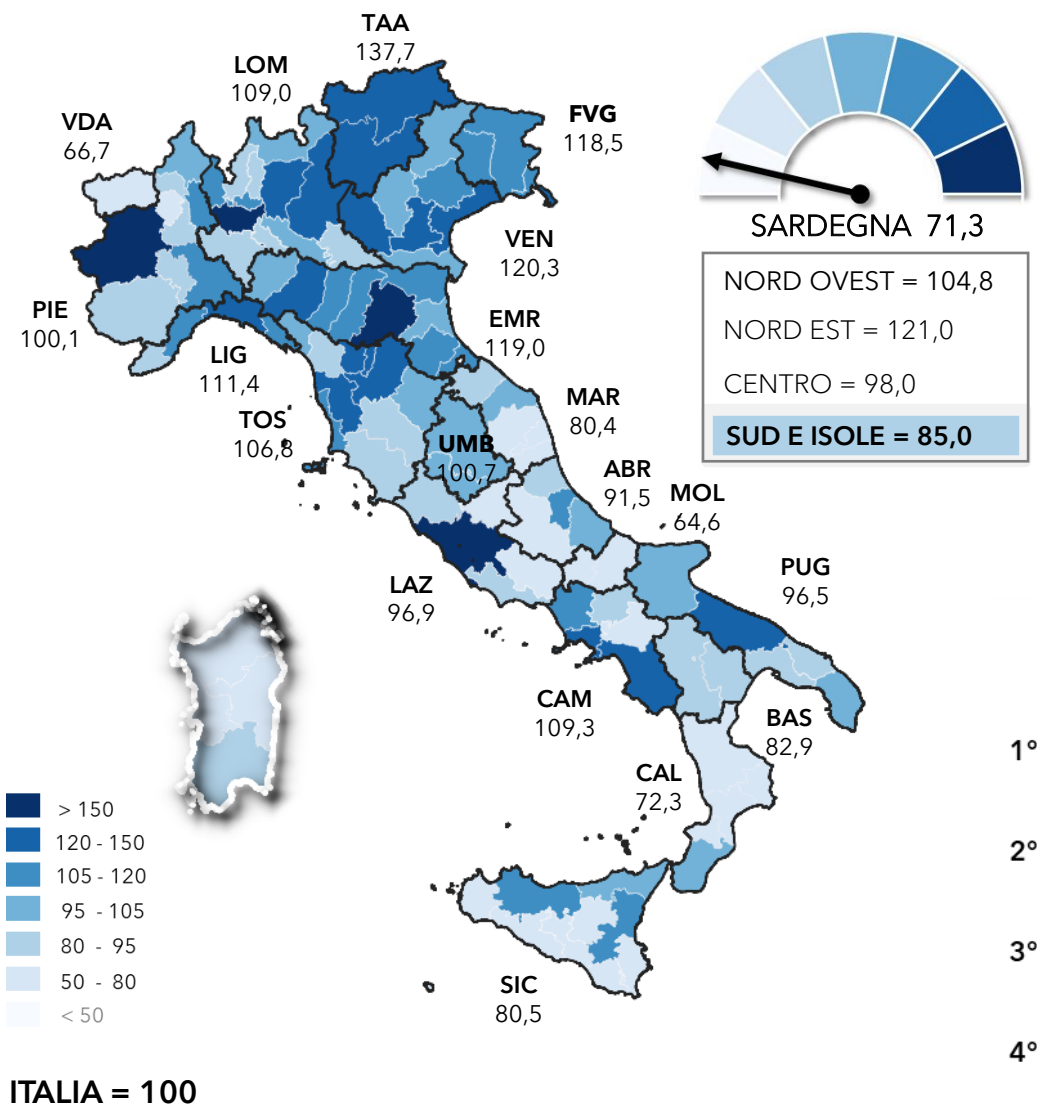 TAA
137,7
LOM
109,0
VDA
66,7
FVG
118,5
SARDEGNA 71,3
VEN
120,3
NORD OVEST = 104,8
NORD EST = 121,0
CENTRO = 98,0
SUD E ISOLE = 85,0
PIE
100,1
EMR
119,0
LIG
111,4
MAR
80,4
TOS
106,8
UMB
100,7
ABR
91,5
MOL
64,6
PUG
96,5
LAZ
96,9
CAM
109,3
BAS
82,9
CAL
72,3
1°
2°
3°
4°
> 150
120 - 150
105 - 120
95 - 105
80 - 95
50 - 80
< 50
SIC
80,5
ITALIA = 100